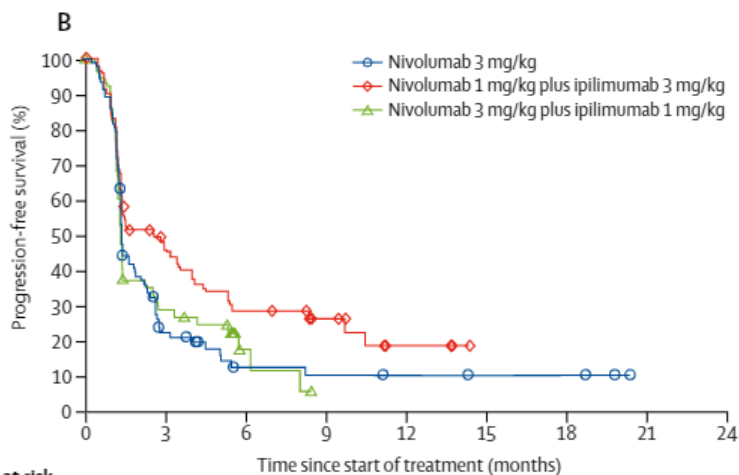 B
Nivolumab 3 mg/kg
Nivolumab 1 mg/kg plus ipilimumab 3 mg/kg
Nivolumab 3 mg/kg plus ipilimumab 1 mg/kg
Progression-free survival (%)
100
90
80
70
60
50
40
30
20
10
0
0 3 6 9 12 15 18 21 24
Time since start of treatment (months)